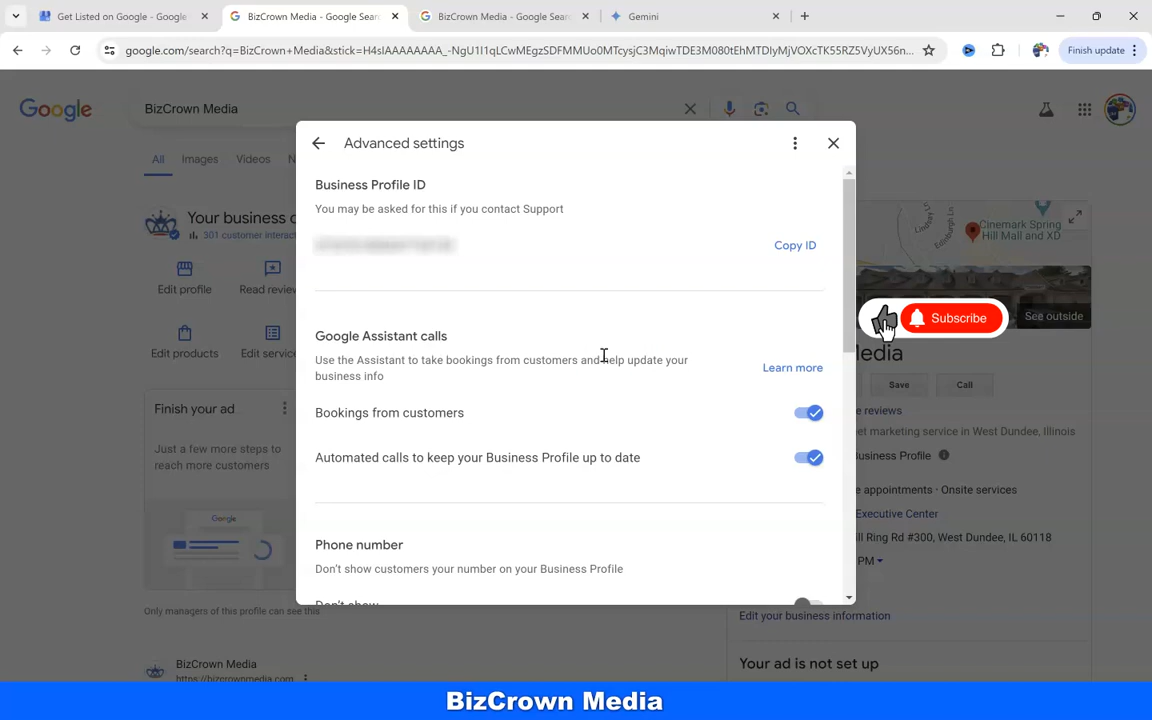 Get Listed on Google - Google
BizCrown Media - Google Sear
BizCrown Media - Google Sear
Gemini
google.com/search?q=BizCrown+Media&stick=H4sIAAAAAAAA_-NgU1I1qLCwMEgzSDFMMUo0MTcysjC3MqiwTDE3M080tEhMTDIyMjVOXcTK55RZ5VyUX56n...
Finish update
Google
BizCrown Media
All
Images
Videos
N
Your business o
301 customer interac
Edit profile
Read review
Edit products
Edit service
Finish your ad
Just a few more steps to
reach more customers
Google
Only managers of this profile can see this
BizCrown Media
https://bizcrownmedia.com
Advanced settings
Business Profile ID
You may be asked for this if you contact Support
Copy ID
Google Assistant calls
Use the Assistant to take bookings from customers and help update your
business info
Learn more
Bookings from customers
Automated calls to keep your Business Profile up to date
Phone number
Don't show customers your number on your Business Profile
Don't show
Lindsay Ln
Edinburgh Ln
Cinemark Spring
Hill Mall and XD
See outside
Subscribe
Media
Save
Call
e reviews
et marketing service in West Dundee, Illinois
usiness Profile
e appointments · Onsite services
Executive Center
ill Ring Rd #300, West Dundee, IL 60118
PM
Edit your business information
Your ad is not set up
BizCrown Media